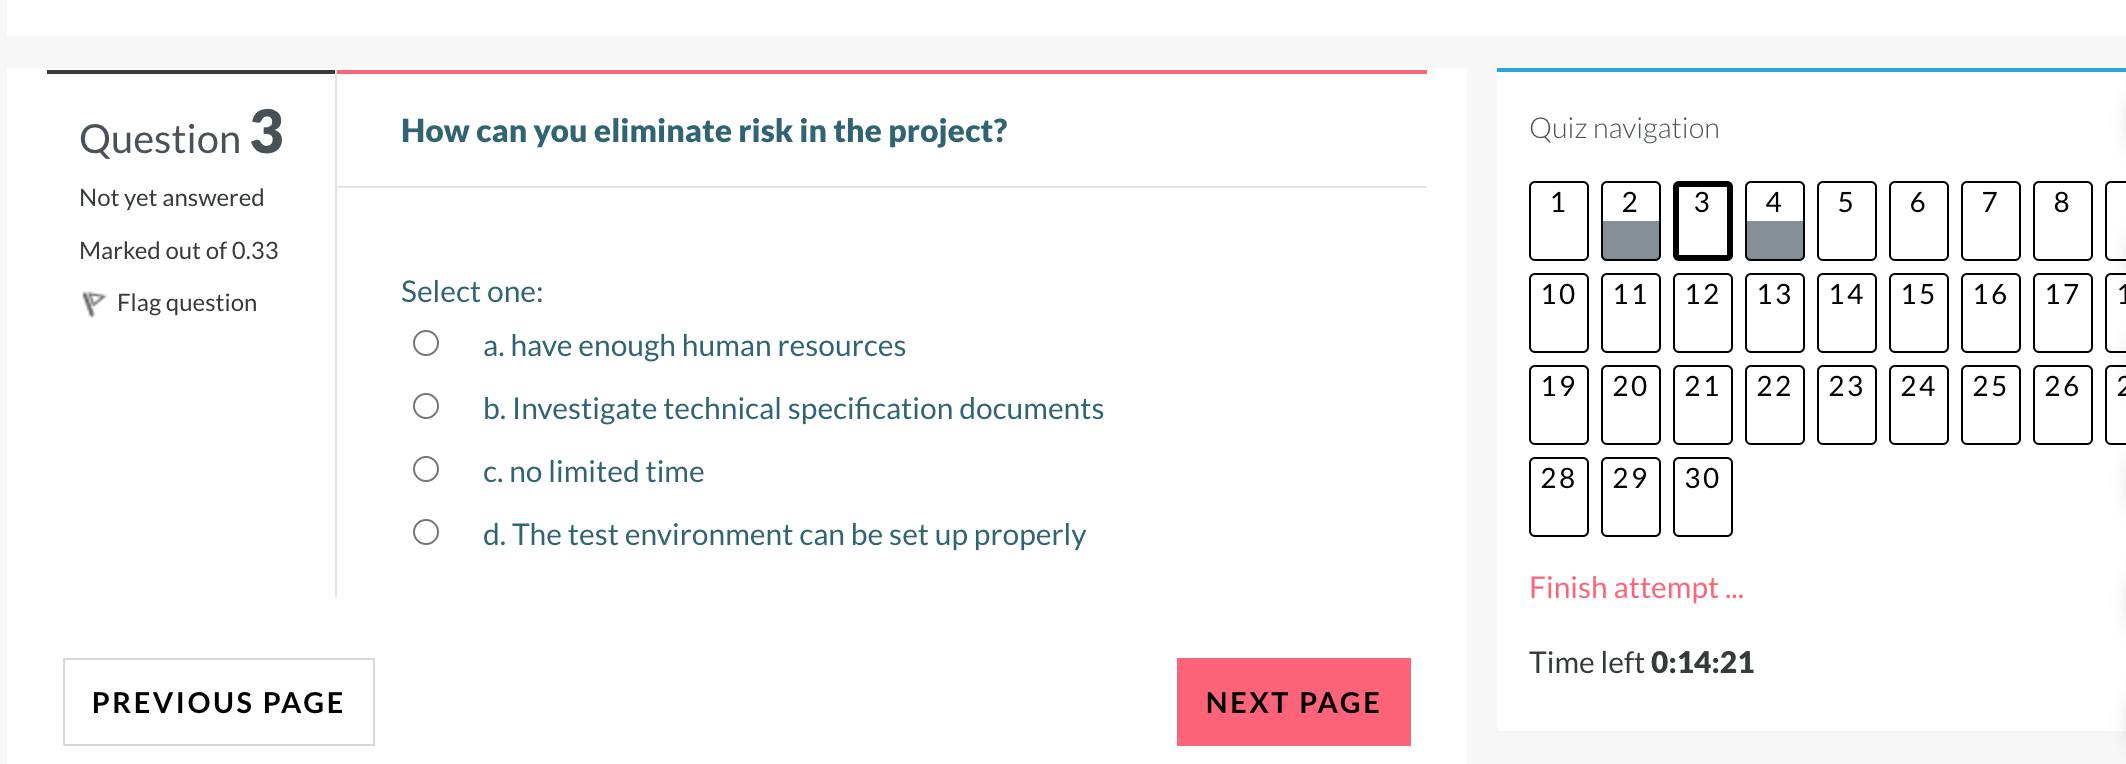 Question 3
Not yet answered
Marked out of 0.33
Flag question
How can you eliminate risk in the project?
Select one:
a. have enough human resources
b. Investigate technical specification documents
c. no limited time
d. The test environment can be set up properly
PREVIOUS PAGE
NEXT PAGE
Quiz navigation
1 2 3 4 5 6 7 8
10 11 12 13 14 15 16 17
19 20 21 22 23 24 25 26
28 29 30
Finish attempt ...
Time left 0:14:21